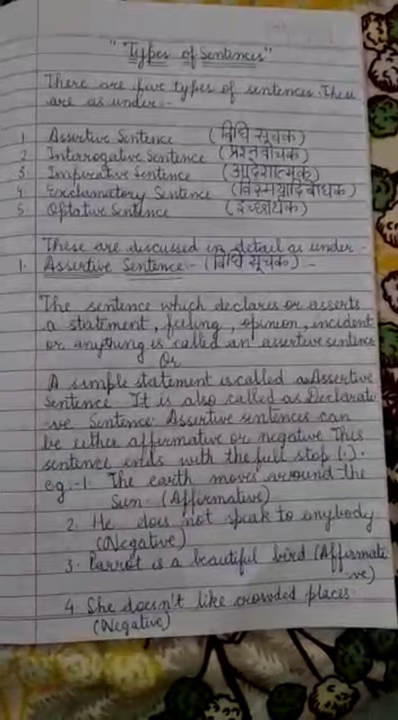 "Types of Sentences"
There are five types of sentences. These
are as under:-
1. Assertive Sentence (विधि सूचक)
2. Interrogative Sentence (प्रश्नवाचक)
3. Imperative Sentence (आदेशात्मक)
4. Exclamatory Sentence (विस्मयादिबोधक)
5. Optative Sentence (इच्छार्थक)
These are discussed in detail as under -
1. Assertive Sentence:- (विधि सूचक) -
The sentence which declares or asserts
a statement, feeling, opinion, incident
or anything is called an assertive sentence
Or
A simple statement is called as Assertive
Sentence. It is also called as Declarati
-ve Sentence. Assertive sentences can
be either affirmative or negative. This
sentence ends with the full stop (.).
eg.-1. The earth moves around the
Sun. (Affirmative)
2. He does not speak to anybody
(Negative)
3. Parrot is a beautiful bird (Affirmati
-ve)
4. She doesn't like crowded places.
(Negative)